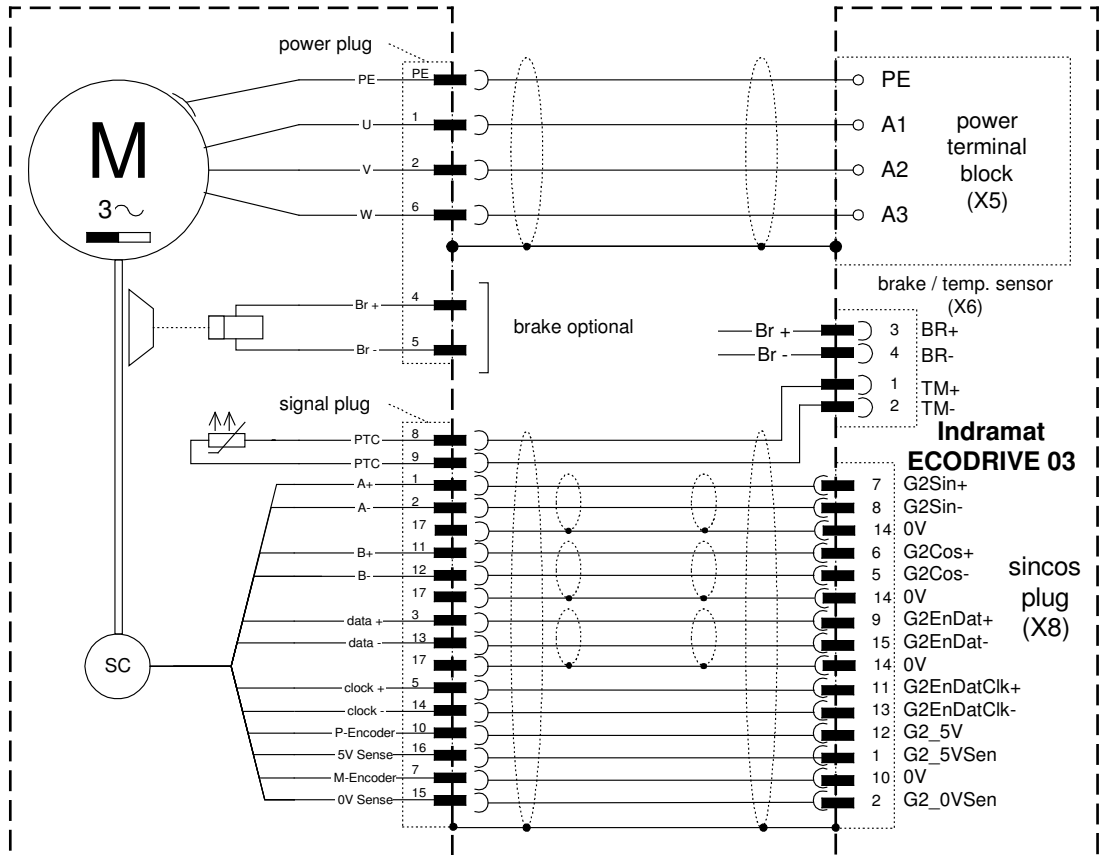 power plug
PE PE PE
U 1 A1
V 2 A2
W 6 A3
M
3
power
terminal
block
(X5)
brake / temp. sensor
(X6)
Br + 4
Br - 5
brake optional
Br + 3 BR+
Br - 4 BR-
1 TM+
2 TM-
signal plug
Indramat
ECODRIVE 03
PTC 8
PTC 9
A+ 1 7 G2Sin+
A- 2 8 G2Sin-
17 14 0V
B+ 11 6 G2Cos+
B- 12 5 G2Cos-
17 14 0V
data + 3 9 G2EnDat+
data - 13 15 G2EnDat-
17 14 0V
clock + 5 11 G2EnDatClk+
clock - 14 13 G2EnDatClk-
P-Encoder 10 12 G2_5V
5V Sense 16 1 G2_5VSen
M-Encoder 7 10 0V
0V Sense 15 2 G2_0VSen
SC
sincos
plug
(X8)